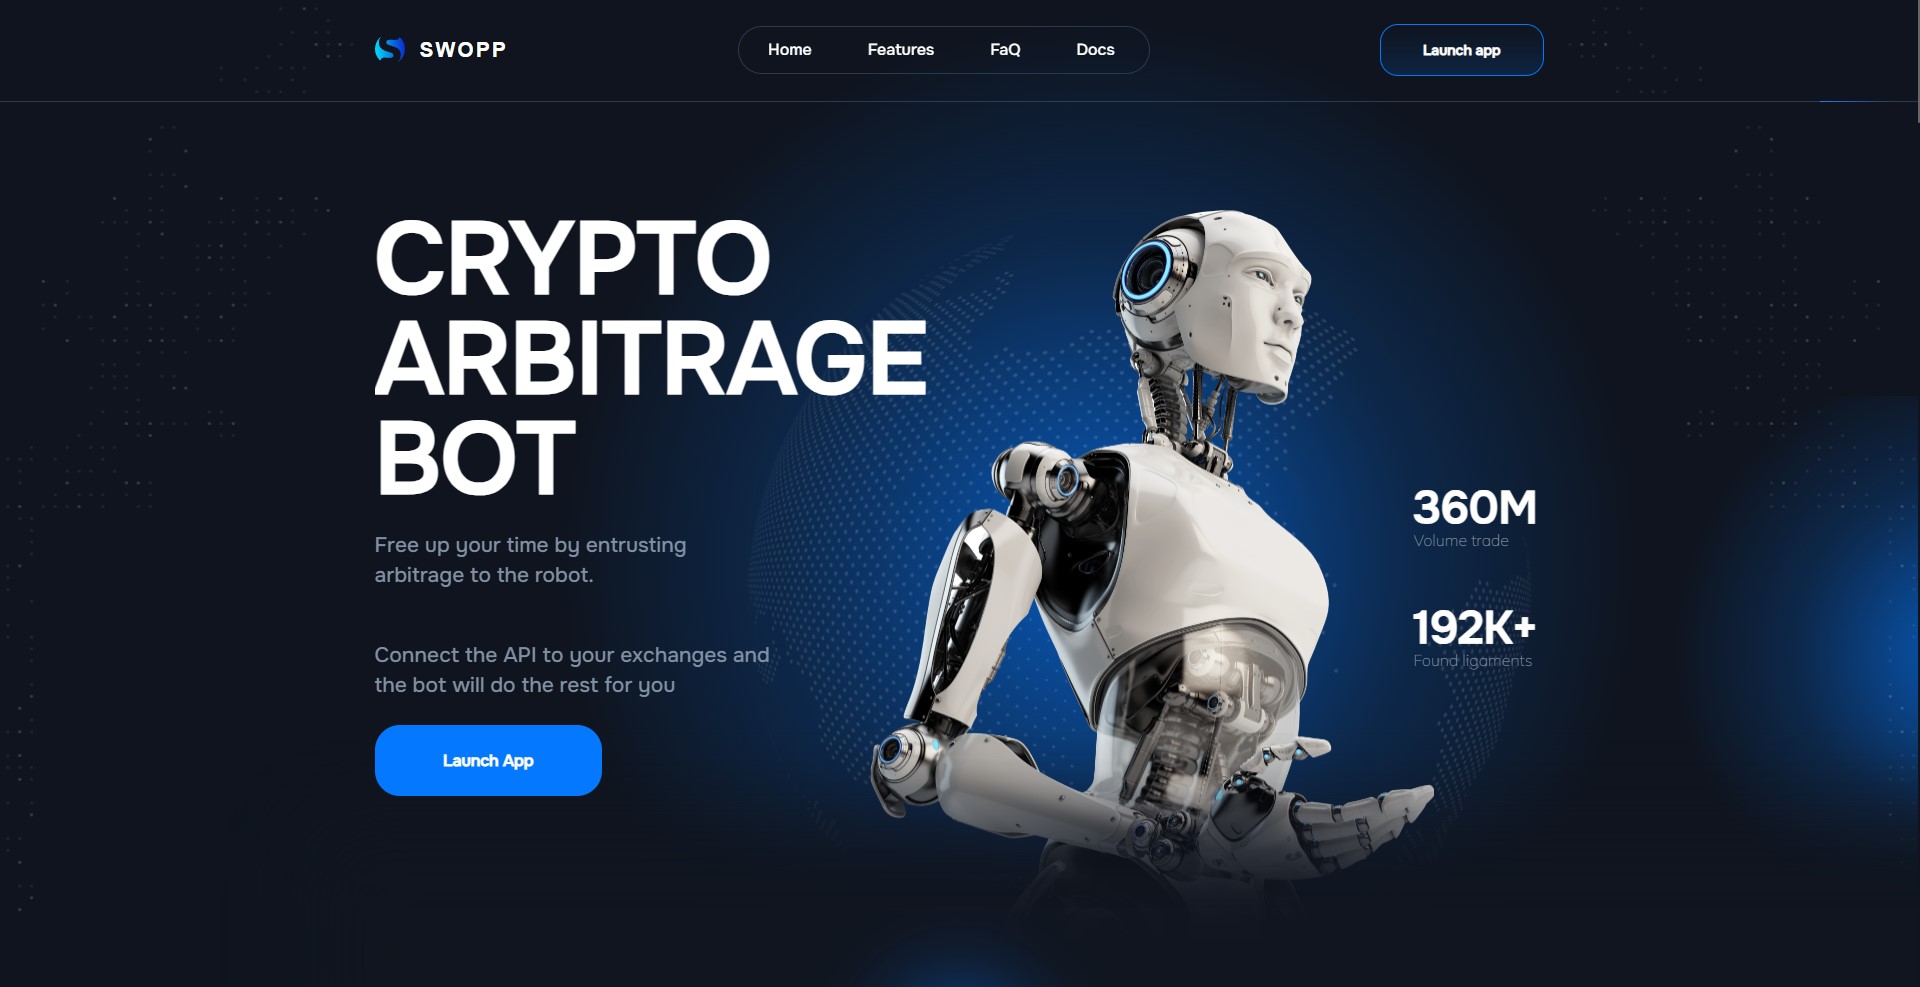 SWOPP
Home
Features
FaQ
Docs
Launch app
CRYPTO
ARBITRAGE
BOT
Free up your time by entrusting
arbitrage to the robot.
Connect the API to your exchanges and
the bot will do the rest for you
Launch App
360M
Volume trade
192K+
Found ligaments